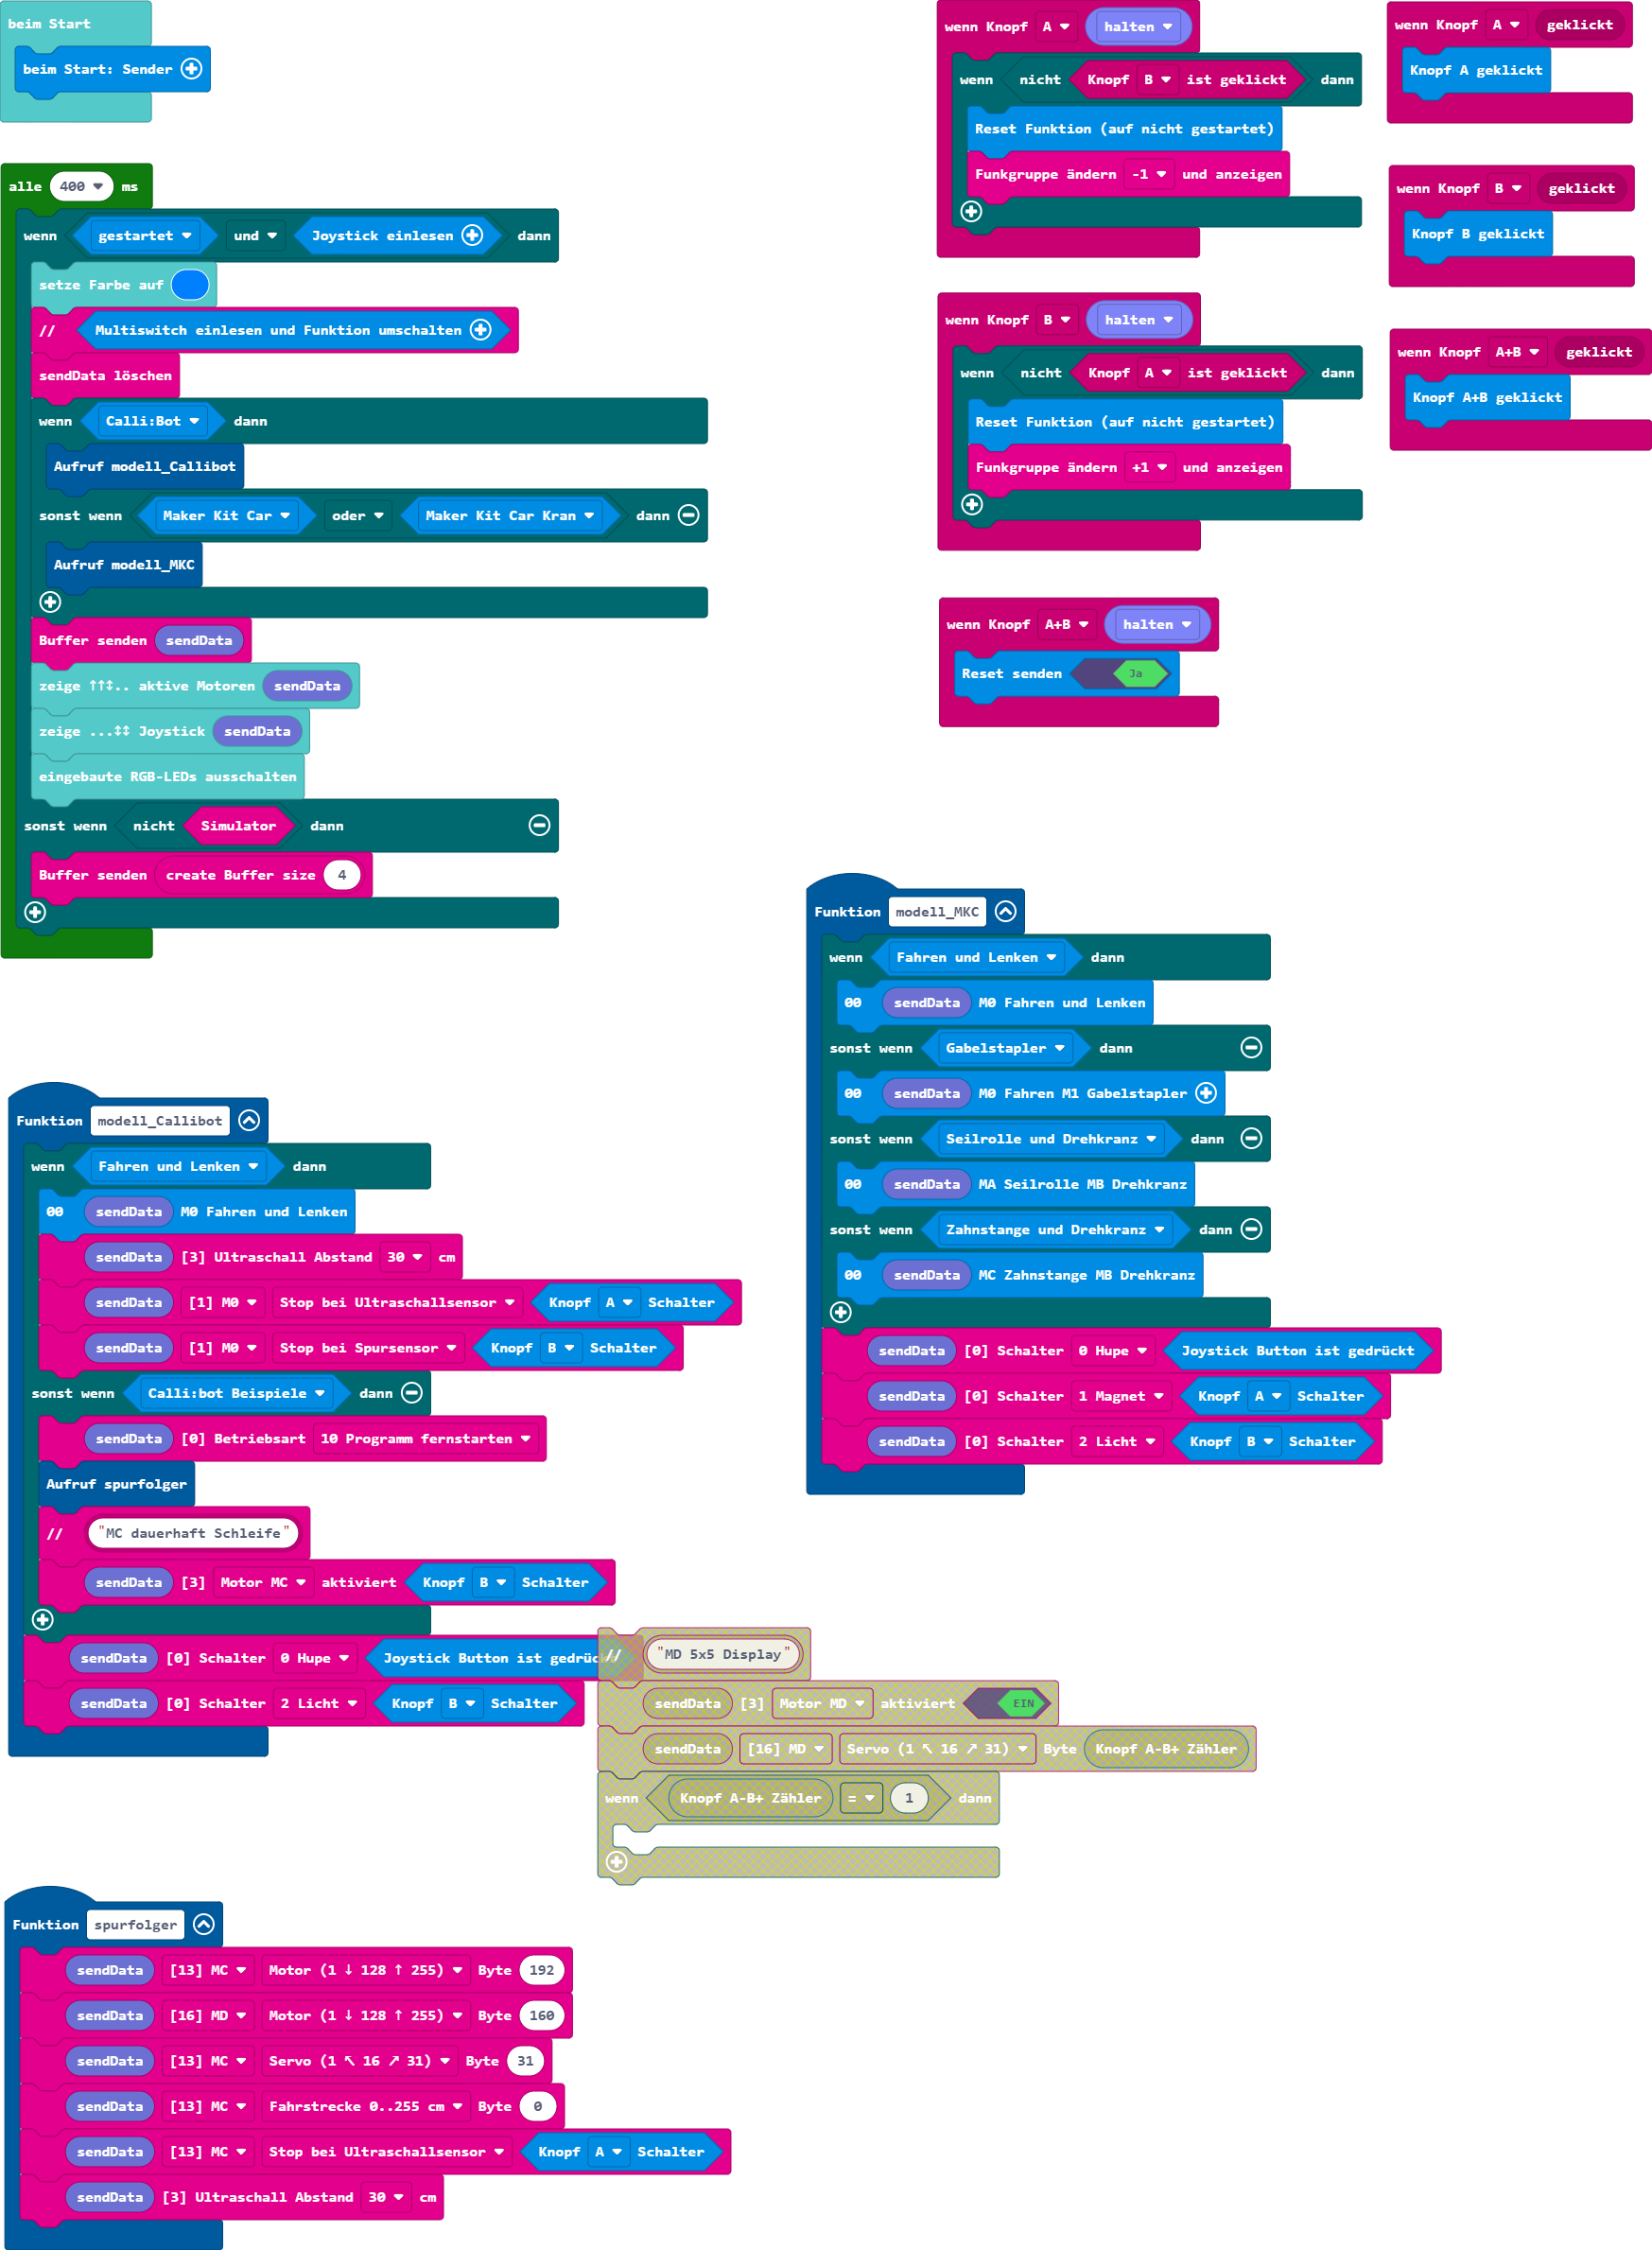 beim Start
beim Start: Sender
alle 400 ms
wenn gestartet und Joystick einlesen dann
setze Farbe auf
// Multiswitch einlesen und Funktion umschalten
sendData löschen
wenn Calli:Bot dann
Aufruf modell_Callibot
sonst wenn Maker Kit Car oder Maker Kit Car Kran dann
Aufruf modell_MKC
Buffer senden sendData
zeige ↑↑↕.. aktive Motoren sendData
zeige ...↕↕ Joystick sendData
eingebaute RGB-LEDs ausschalten
sonst wenn nicht Simulator dann
Buffer senden create Buffer size 4
wenn Knopf A halten
wenn nicht Knopf B ist geklickt dann
Reset Funktion (auf nicht gestartet)
Funkgruppe ändern -1 und anzeigen
wenn Knopf B halten
wenn nicht Knopf A ist geklickt dann
Reset Funktion (auf nicht gestartet)
Funkgruppe ändern +1 und anzeigen
wenn Knopf A+B halten
Reset senden Ja
wenn Knopf A geklickt
Knopf A geklickt
wenn Knopf B geklickt
Knopf B geklickt
wenn Knopf A+B geklickt
Knopf A+B geklickt
Funktion modell_MKC
wenn Fahren und Lenken dann
00 sendData M0 Fahren und Lenken
sonst wenn Gabelstapler dann
00 sendData M0 Fahren M1 Gabelstapler
sonst wenn Seilrolle und Drehkranz dann
00 sendData MA Seilrolle MB Drehkranz
sonst wenn Zahnstange und Drehkranz dann
00 sendData MC Zahnstange MB Drehkranz
sendData [0] Schalter 0 Hupe Joystick Button ist gedrückt
sendData [0] Schalter 1 Magnet Knopf A Schalter
sendData [0] Schalter 2 Licht Knopf B Schalter
Funktion modell_Callibot
wenn Fahren und Lenken dann
00 sendData M0 Fahren und Lenken
sendData [3] Ultraschall Abstand 30 cm
sendData [1] M0 Stop bei Ultraschallsensor Knopf A Schalter
sendData [1] M0 Stop bei Spursensor Knopf B Schalter
sonst wenn Calli:bot Beispiele dann
sendData [0] Betriebsart 10 Programm fernstarten
Aufruf spurfolger
// "MC dauerhaft Schleife"
sendData [3] Motor MC aktiviert Knopf B Schalter
sendData [0] Schalter 0 Hupe Joystick Button ist
sendData [0] Schalter 2 Licht Knopf B Schalter
// "MD 5x5 Display"
sendData [3] Motor MD aktiviert EIN
sendData [16] MD Servo (1 ↖ 16 ↗ 31) Byte Knopf A-B+ Zähler
wenn Knopf A-B+ Zähler = 1 dann
Funktion spurfolger
sendData [13] MC Motor (1 ↓ 128 ↑ 255) Byte 192
sendData [16] MD Motor (1 ↓ 128 ↑ 255) Byte 160
sendData [13] MC Servo (1 ↖ 16 ↗ 31) Byte 31
sendData [13] MC Fahrstrecke 0..255 cm Byte 0
sendData [13] MC Stop bei Ultraschallsensor Knopf A Schalter
sendData [3] Ultraschall Abstand 30 cm